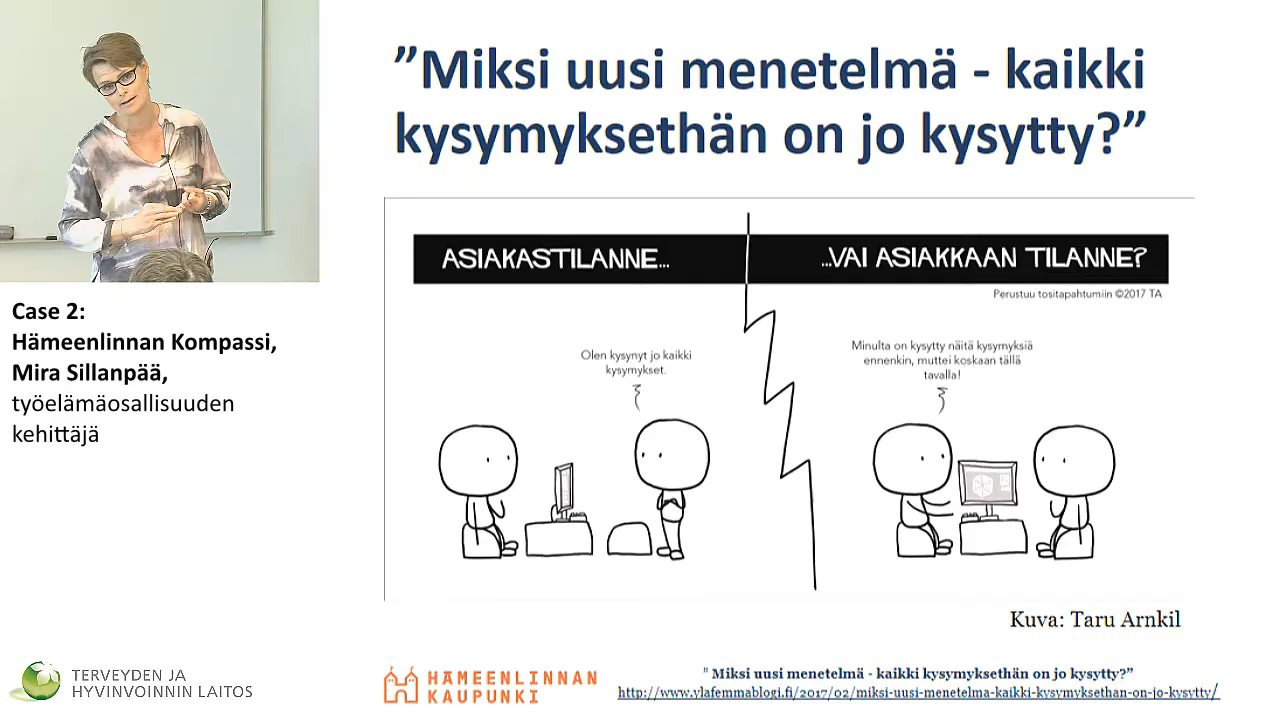 ”Miksi uusi menetelmä - kaikki
kysymyksethän on jo kysytty?”
ASIAKASTILANNE...
...VAI ASIAKKAAN TILANNE?
Perustuu tositapahtumiin ©2017 TA
Olen kysynyt jo kaikki
kysymykset.
Minulta on kysytty näitä kysymyksiä
ennenkin, muttei koskaan tällä
tavalla!
Kuva: Taru Arnkil
Case 2:
Hämeenlinnan Kompassi,
Mira Sillanpää,
työelämäosallisuuden
kehittäjä
TERVEYDEN JA
HYVINVOINNIN LAITOS
HÄMEENLINNAN
KAUPUNKI
” Miksi uusi menetelmä - kaikki kysymyksethän on jo kysytty?”
http://www.ylafemmablogi.fi/2017/02/miksi-uusi-menetelma-kaikki-kysymyksethan-on-jo-kysytty/